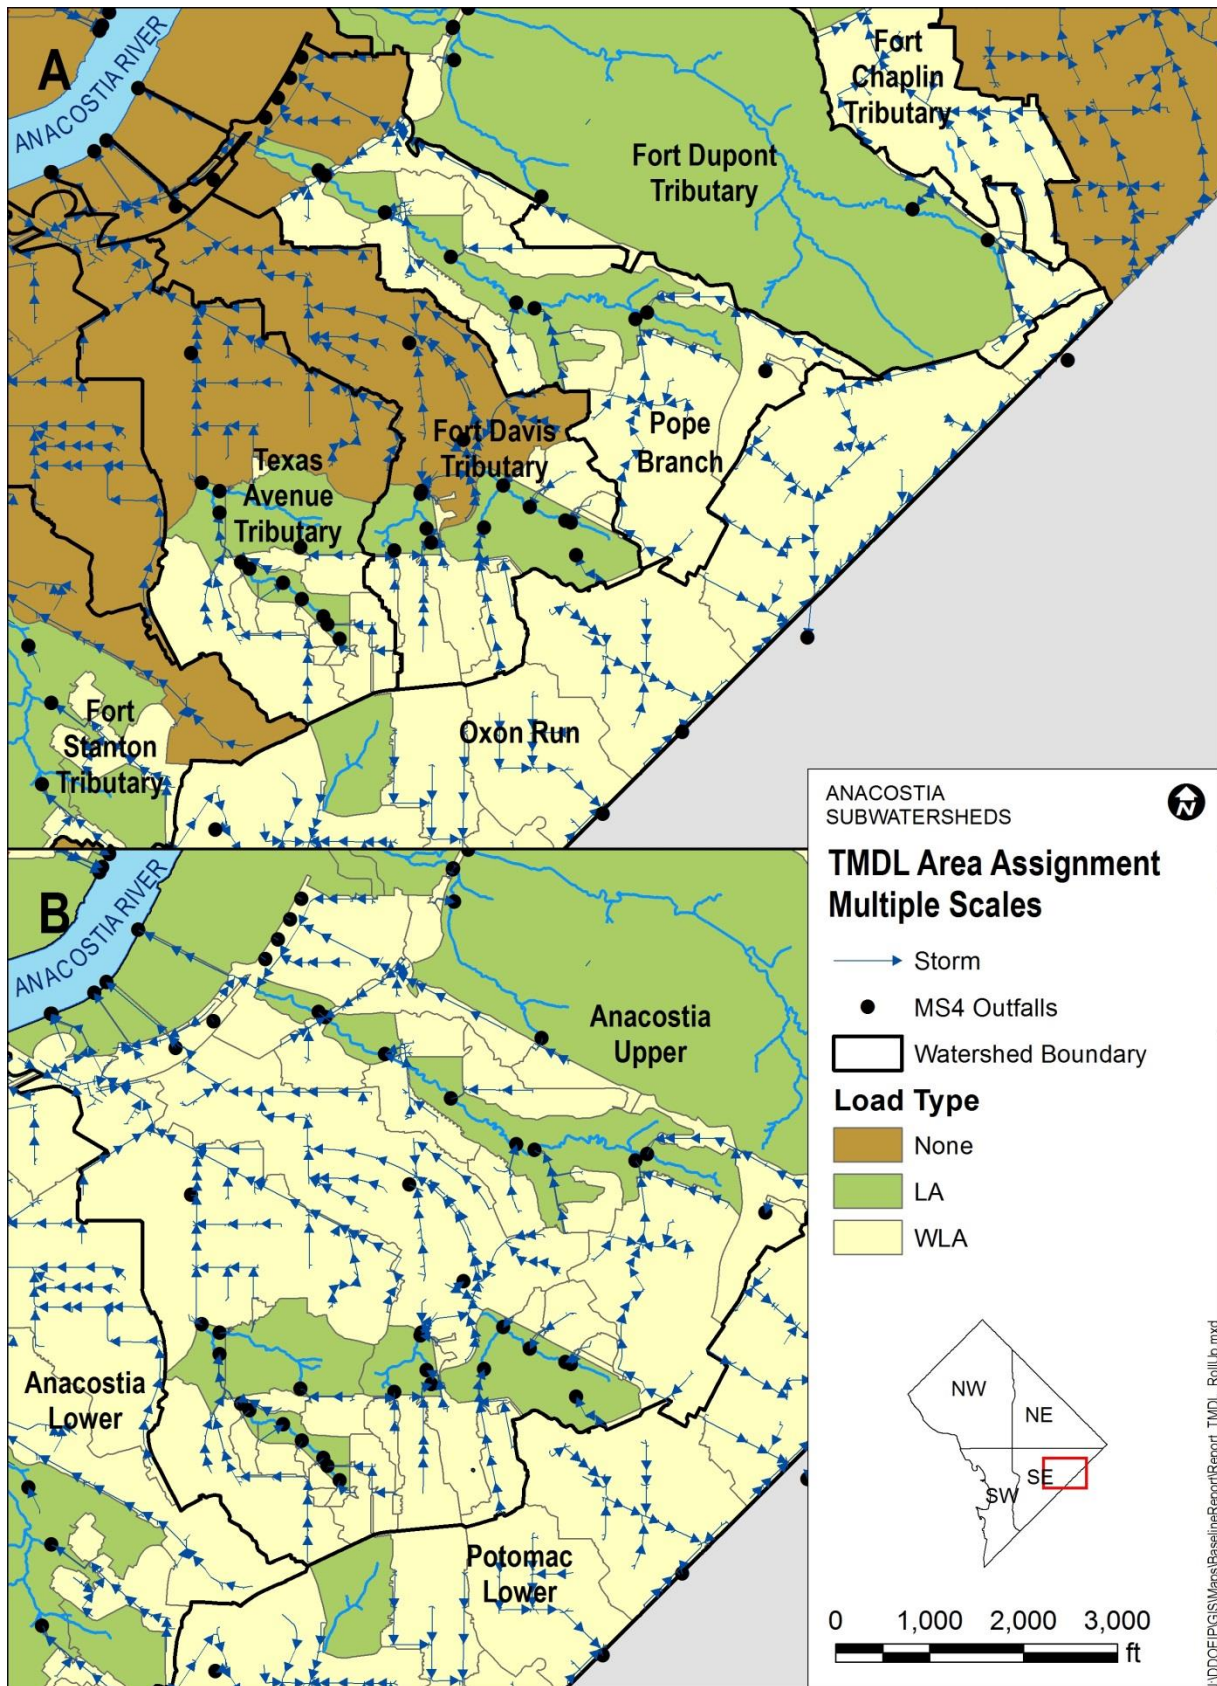 A
ANACOSTIA RIVER
Fort
Chaplin
Tributary
Fort Dupont
Tributary
Pope
Branch
Fort Davis
Tributary
Texas
Avenue
Tributary
Fort
Stanton
Tributary
Oxon Run
B
ANACOSTIA RIVER
Anacostia
Upper
Anacostia
Lower
Potomac
Lower
ANACOSTIA
SUBWATERSHEDS
N
TMDL Area Assignment
Multiple Scales
Storm
MS4 Outfalls
Watershed Boundary
Load Type
None
LA
WLA
NW
NE
SE
SW
0 1,000 2,000 3,000
ft